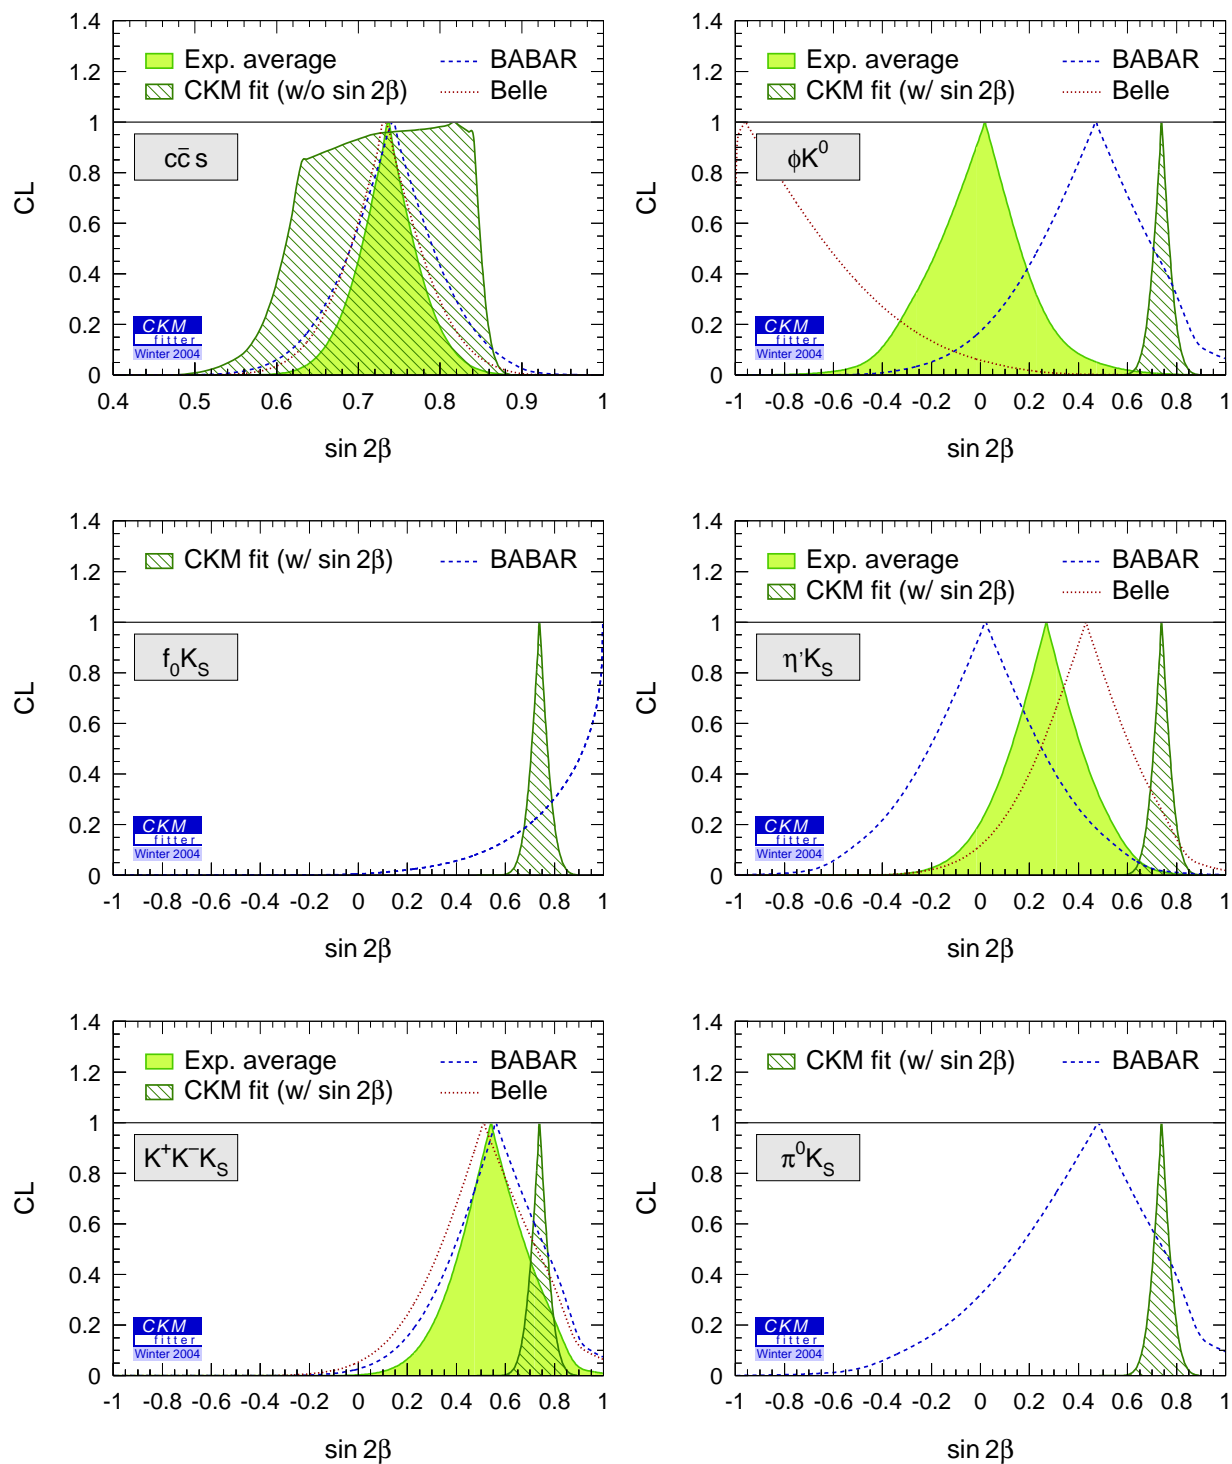 Exp. average
CKM fit (w/o sin 2β)
BABAR
Belle
cc̄ s
CKM
fitter
Winter 2004
CL
0 0.2 0.4 0.6 0.8 1 1.2 1.4
0.4 0.5 0.6 0.7 0.8 0.9 1
sin 2β
Exp. average
CKM fit (w/ sin 2β)
BABAR
Belle
ϕK⁰
CKM
fitter
Winter 2004
CL
0 0.2 0.4 0.6 0.8 1 1.2 1.4
-1 -0.8 -0.6 -0.4 -0.2 0 0.2 0.4 0.6 0.8 1
sin 2β
CKM fit (w/ sin 2β)
BABAR
f₀K_S
CKM
fitter
Winter 2004
CL
0 0.2 0.4 0.6 0.8 1 1.2 1.4
-1 -0.8 -0.6 -0.4 -0.2 0 0.2 0.4 0.6 0.8 1
sin 2β
Exp. average
CKM fit (w/ sin 2β)
BABAR
Belle
η’K_S
CKM
fitter
Winter 2004
CL
0 0.2 0.4 0.6 0.8 1 1.2 1.4
-1 -0.8 -0.6 -0.4 -0.2 0 0.2 0.4 0.6 0.8 1
sin 2β
Exp. average
CKM fit (w/ sin 2β)
BABAR
Belle
K⁺K⁻K_S
CKM
fitter
Winter 2004
CL
0 0.2 0.4 0.6 0.8 1 1.2 1.4
-1 -0.8 -0.6 -0.4 -0.2 0 0.2 0.4 0.6 0.8 1
sin 2β
CKM fit (w/ sin 2β)
BABAR
π⁰K_S
CKM
fitter
Winter 2004
CL
0 0.2 0.4 0.6 0.8 1 1.2 1.4
-1 -0.8 -0.6 -0.4 -0.2 0 0.2 0.4 0.6 0.8 1
sin 2β